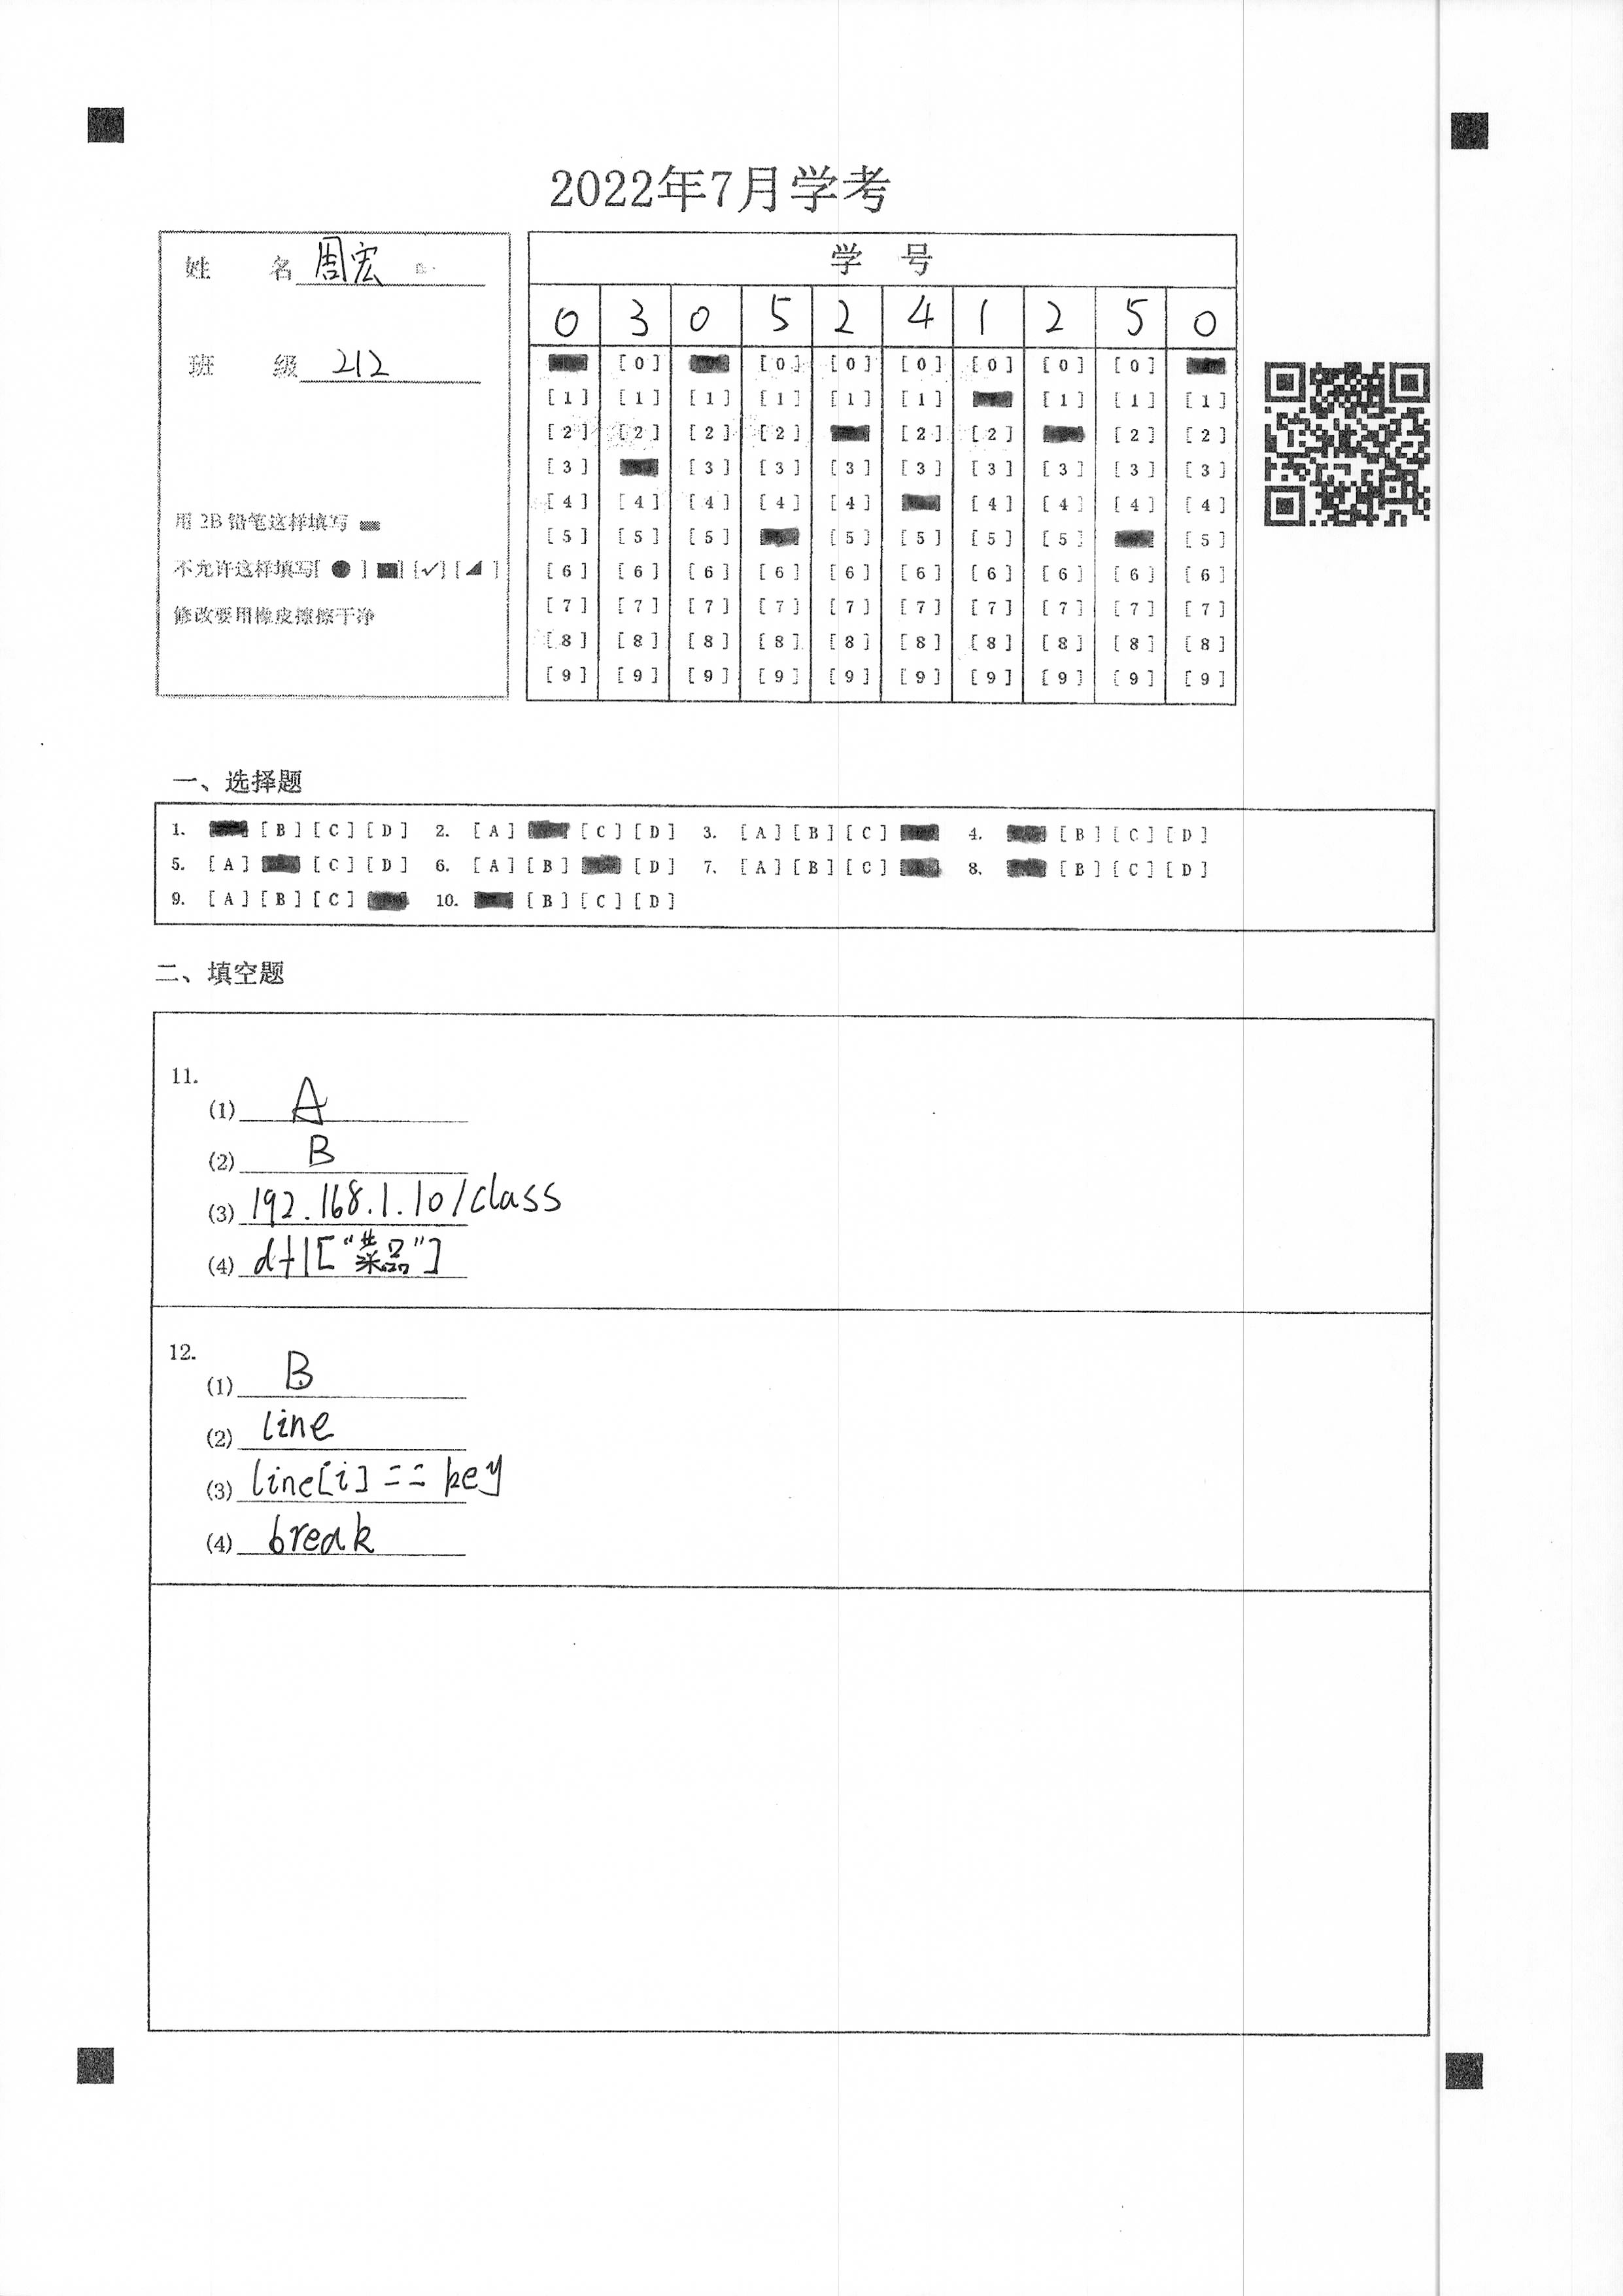 2022年7月学考
姓 名 周宏
班 级 212
用 2B 铅笔这样填写
不允许这样填写[ ● ] [■] [√] [◢ ]
修改要用橡皮擦擦干净
学 号
0 3 0 5 2 4 1 2 5 0
[0] [0] [0] [0] [0] [0] [0]
[1] [1] [1] [1] [1] [1] [1] [1] [1]
[2] [2] [2] [2] [2] [2] [2] [2]
[3] [3] [3] [3] [3] [3] [3] [3] [3]
[4] [4] [4] [4] [4] [4] [4] [4] [4]
[5] [5] [5] [5] [5] [5] [5] [5]
[6] [6] [6] [6] [6] [6] [6] [6] [6] [6]
[7] [7] [7] [7] [7] [7] [7] [7] [7] [7]
[8] [8] [8] [8] [8] [8] [8] [8] [8] [8]
[9] [9] [9] [9] [9] [9] [9] [9] [9] [9]
一、选择题
1. [B] [C] [D] 2. [A] [C] [D] 3. [A] [B] [C] 4. [B] [C] [D]
5. [A] [C] [D] 6. [A] [B] [D] 7. [A] [B] [C] 8. [B] [C] [D]
9. [A] [B] [C] 10. [B] [C] [D]
二、填空题
11.
(1) A
(2) B
(3) 192.168.1.10/class
(4) df1["菜品"]
12.
(1) B
(2) line
(3) line[i] == key
(4) break